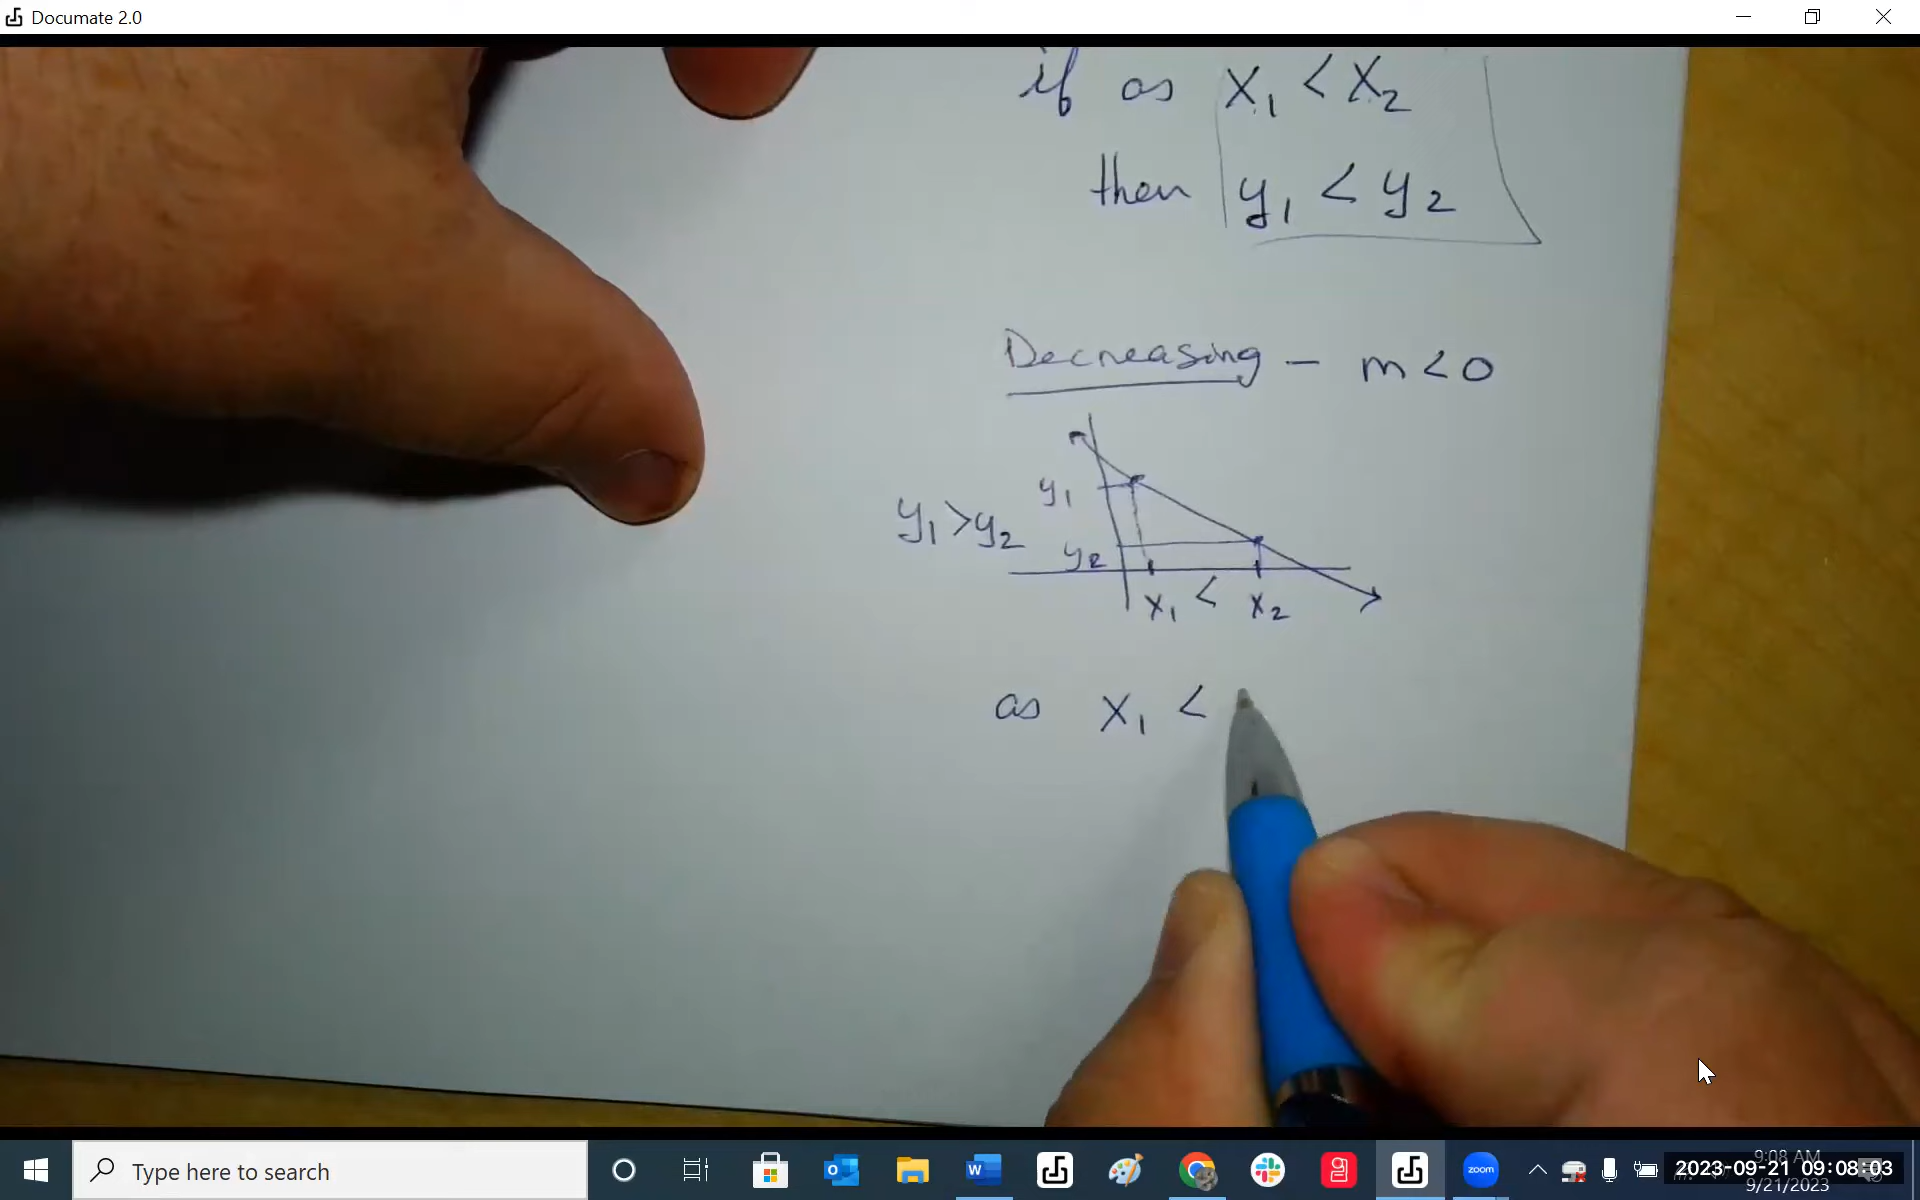 Documate 2.0
if as x₁ < x₂
then y₁ < y₂
Decreasing – m < 0
y₁
y₁ > y₂
y₂
x₁ < x₂
as x₁ <
Type here to search
zoom
9:08 AM
2023-09-21 09:08:03
9/21/2023